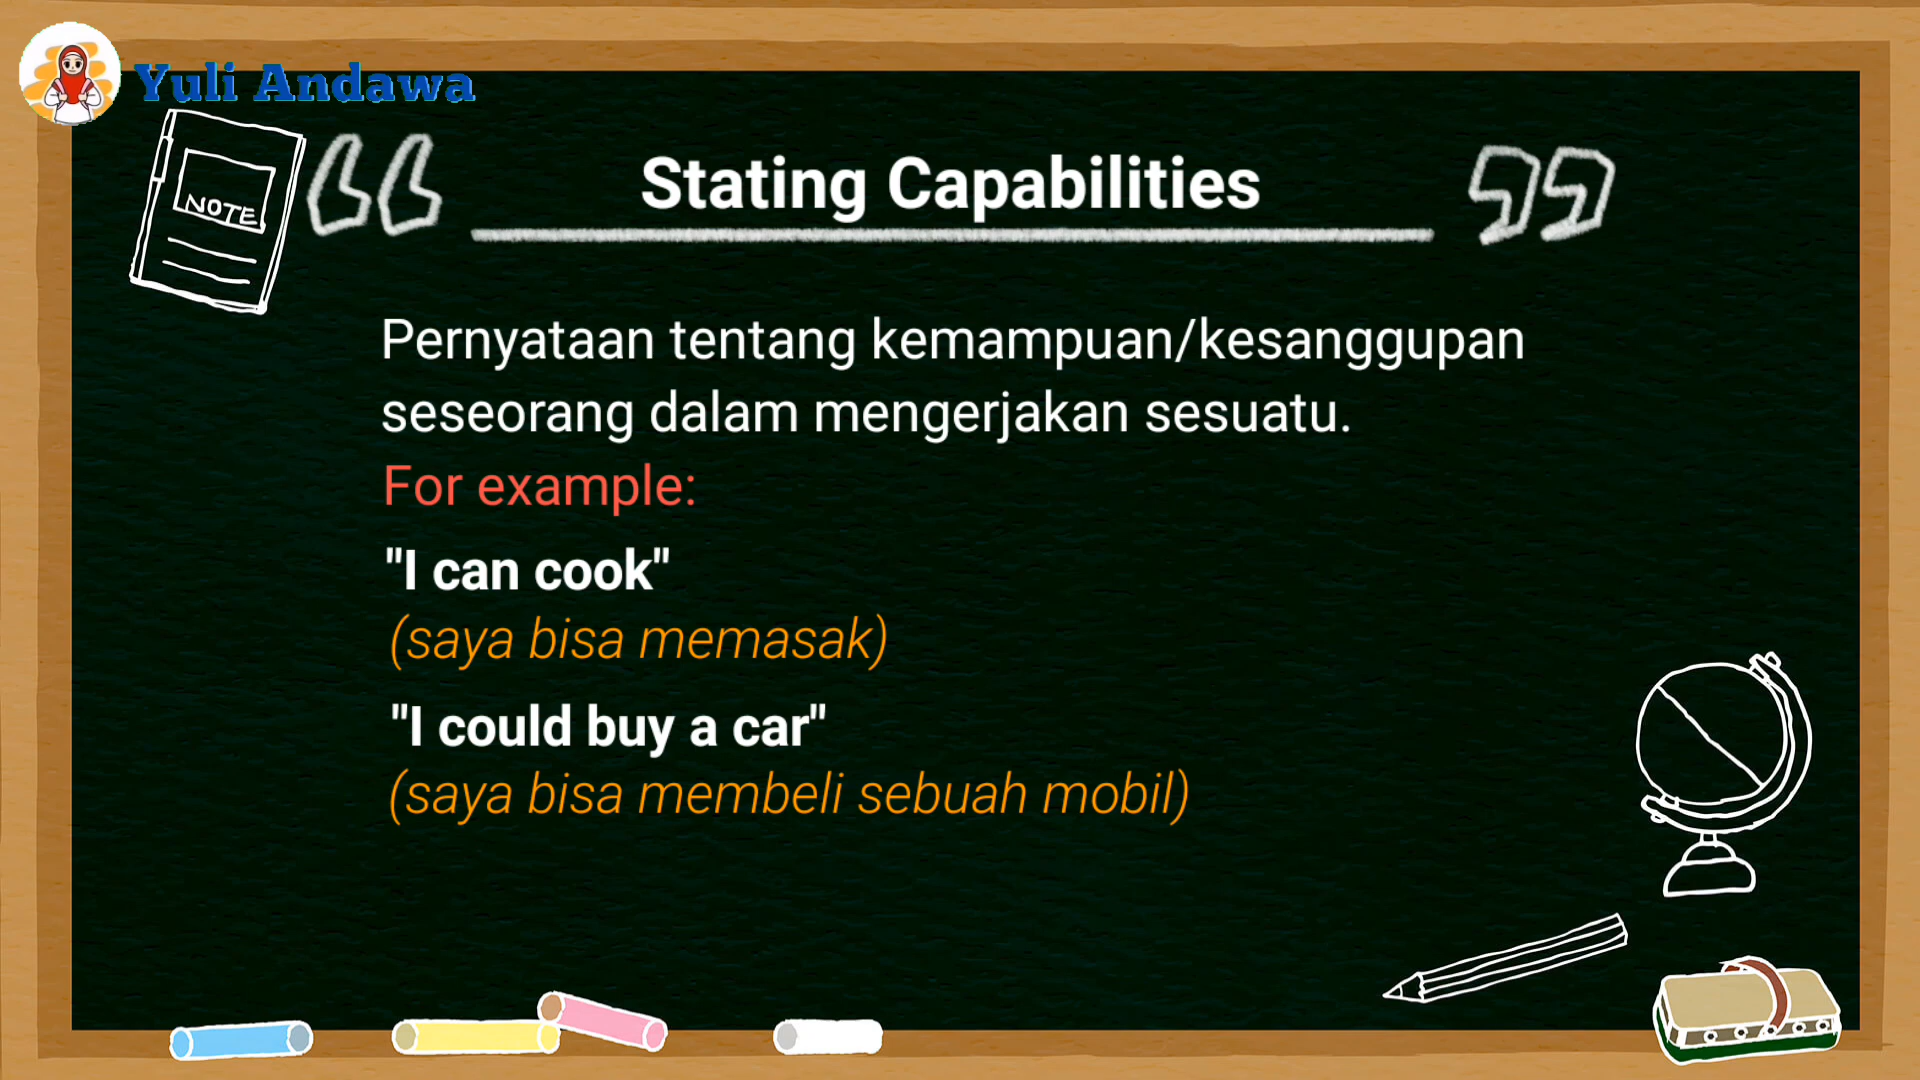 Yuli Andawa
NOTE
Stating Capabilities
Pernyataan tentang kemampuan/kesanggupan
seseorang dalam mengerjakan sesuatu.
For example:
"I can cook"
(saya bisa memasak)
"I could buy a car"
(saya bisa membeli sebuah mobil)